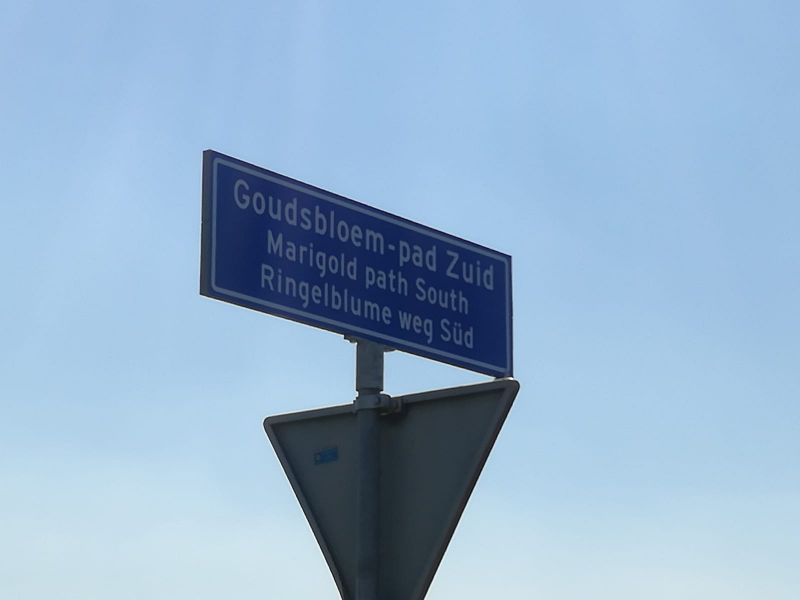 Goudsbloem-pad Zuid
Marigold path South
Ringelblume weg Süd